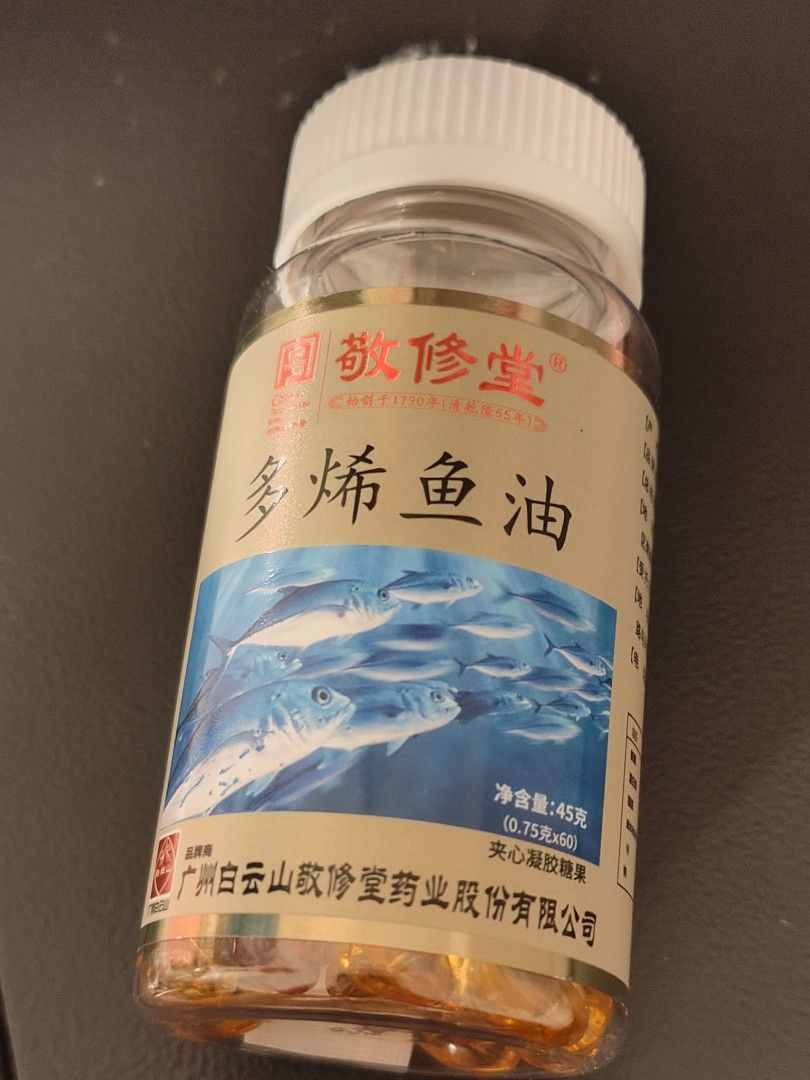 敬修堂®
始创于1790年(清乾隆55年)
多烯鱼油
净含量:45克
(0.75克x60)
夹心凝胶糖果
品牌商
广州白云山敬修堂药业股份有限公司